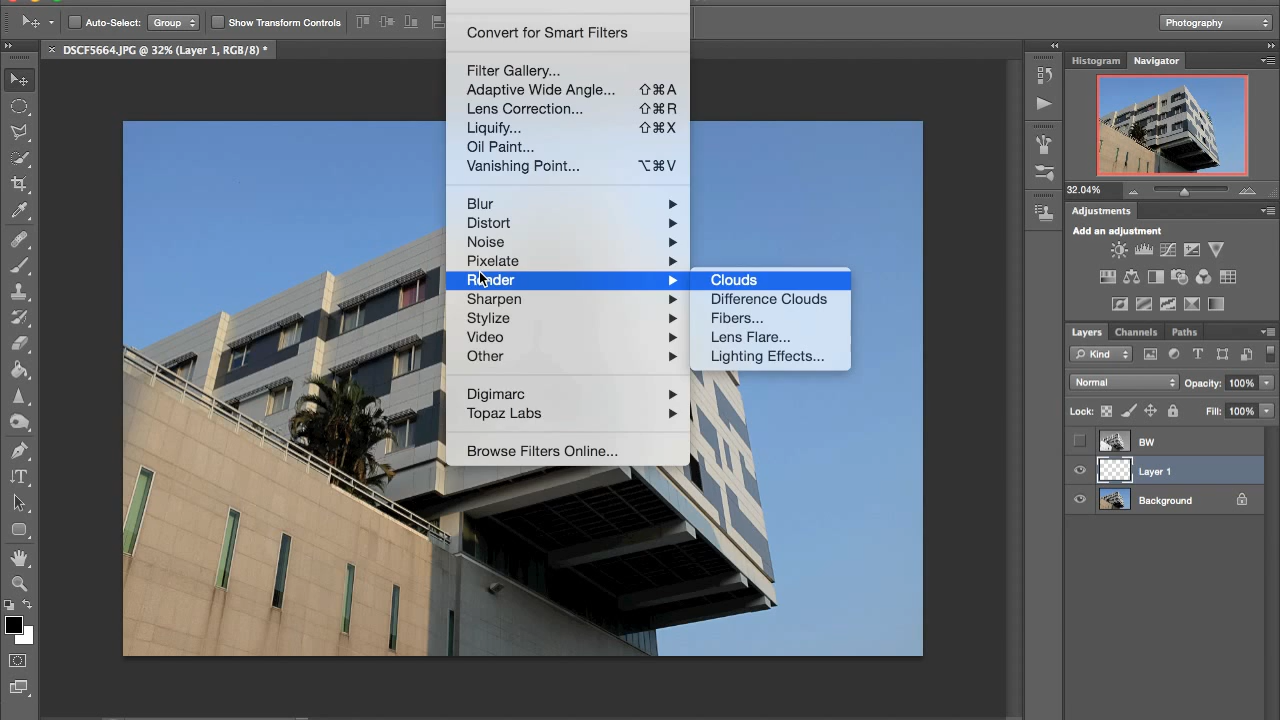 Auto-Select: Group Show Transform Controls Photography
× DSCF5664.JPG @ 32% (Layer 1, RGB/8) *
Convert for Smart Filters
Filter Gallery...
Adaptive Wide Angle... ⇧⌘A
Lens Correction... ⇧⌘R
Liquify... ⇧⌘X
Oil Paint...
Vanishing Point... ⌥⌘V
Blur
Distort
Noise
Pixelate
Render
Sharpen
Stylize
Video
Other
Digimarc
Topaz Labs
Browse Filters Online...
Clouds
Difference Clouds
Fibers...
Lens Flare...
Lighting Effects...
Histogram Navigator
32.04%
Adjustments
Add an adjustment
Layers Channels Paths
Kind
Normal Opacity: 100%
Lock: Fill: 100%
BW
Layer 1
Background